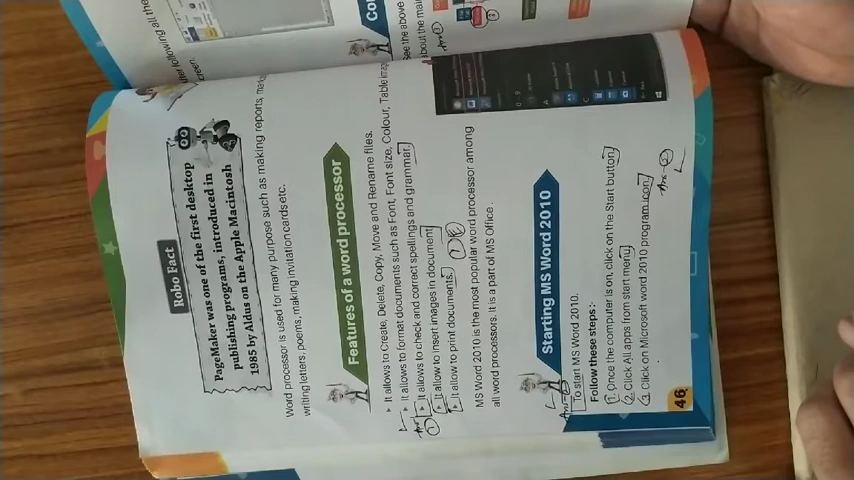 Robo Fact
PageMaker was one of the first desktop
publishing programs, introduced in
1985 by Aldus on the Apple Macintosh
Word processor is used for many purpose such as making reports,
writing letters, poems, making invitation cards etc.
Features of a word processor
It allows to Create, Delete, Copy, Move and Rename files.
It allows to format documents such as Font, Font size, Colour, Table
It allows to check and correct spellings and grammar.
It allow to insert images in document
It allow to print documents.
MS Word 2010 is the most popular word processor among
all word processors. It is a part of MS Office.
Starting MS Word 2010
To start MS Word 2010.
Follow these steps:-
1. Once the computer is on, click on the Start button
2. Click All apps from start menu
3. Click on Microsoft word 2010 program icon
46
after following all the
screen.
Col
See the above
about the mai